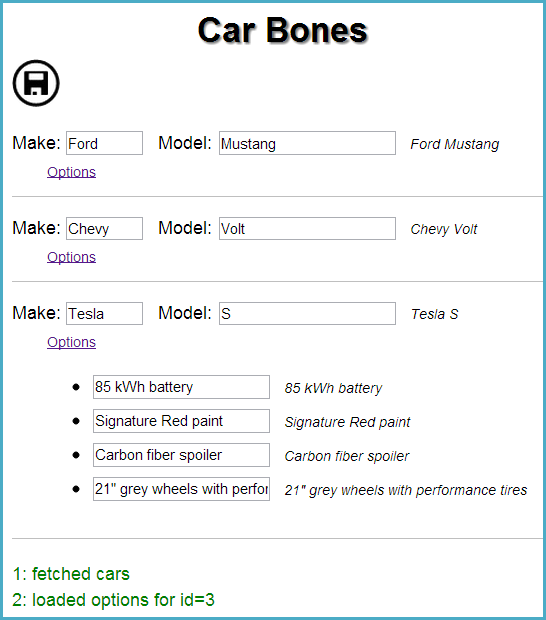 Car Bones
Make: Ford Model: Mustang Ford Mustang
Options
Make: Chevy Model: Volt Chevy Volt
Options
Make: Tesla Model: S Tesla S
Options
85 kWh battery 85 kWh battery
Signature Red paint Signature Red paint
Carbon fiber spoiler Carbon fiber spoiler
21" grey wheels with perfor 21" grey wheels with performance tires
1: fetched cars
2: loaded options for id=3